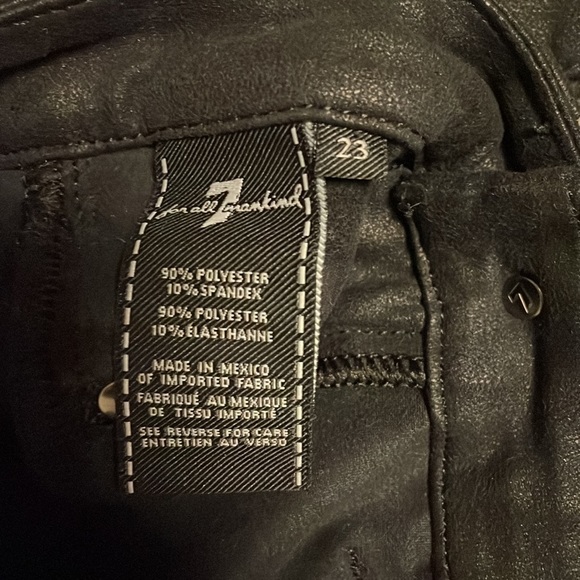 23
for all 7 mankind
90% POLYESTER
10% SPANDEX
90% POLYESTER
10% ÉLASTHANNE
MADE IN MEXICO
OF IMPORTED FABRIC
FABRIQUÉ AU MEXIQUE
DE TISSU IMPORTÉ
SEE REVERSE FOR CARE
ENTRETIEN AU VERSO
7